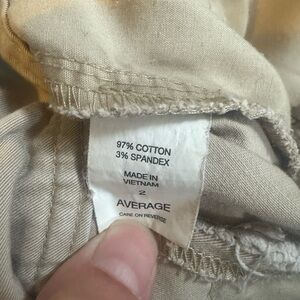 97% COTTON
3% SPANDEX
MADE IN
VIETNAM
2
AVERAGE
CARE ON REVERSE